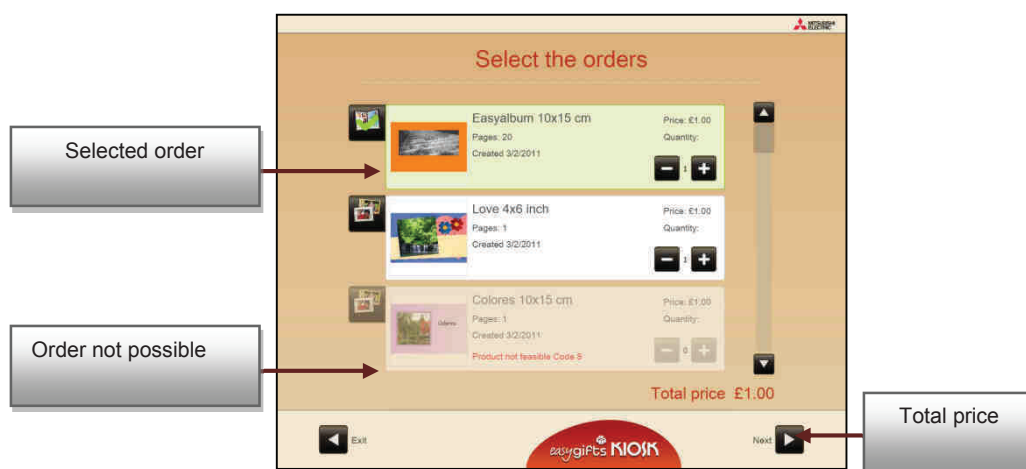 MITSUBISHI
ELECTRIC
Select the orders
Easyalbum 10x15 cm
Price: £1.00
Pages: 20
Quantity:
Created 3/2/2011
1
Selected order
Love 4x6 inch
Price: £1.00
Pages: 1
Quantity:
Created 3/2/2011
1
Colores 10x15 cm
Price: £1.00
Pages: 1
Quantity:
Colores
Created 3/2/2011
0
Product not feasible Code 5
Order not possible
Total price £1.00
Total price
Exit
easygifts KIOSK
Next